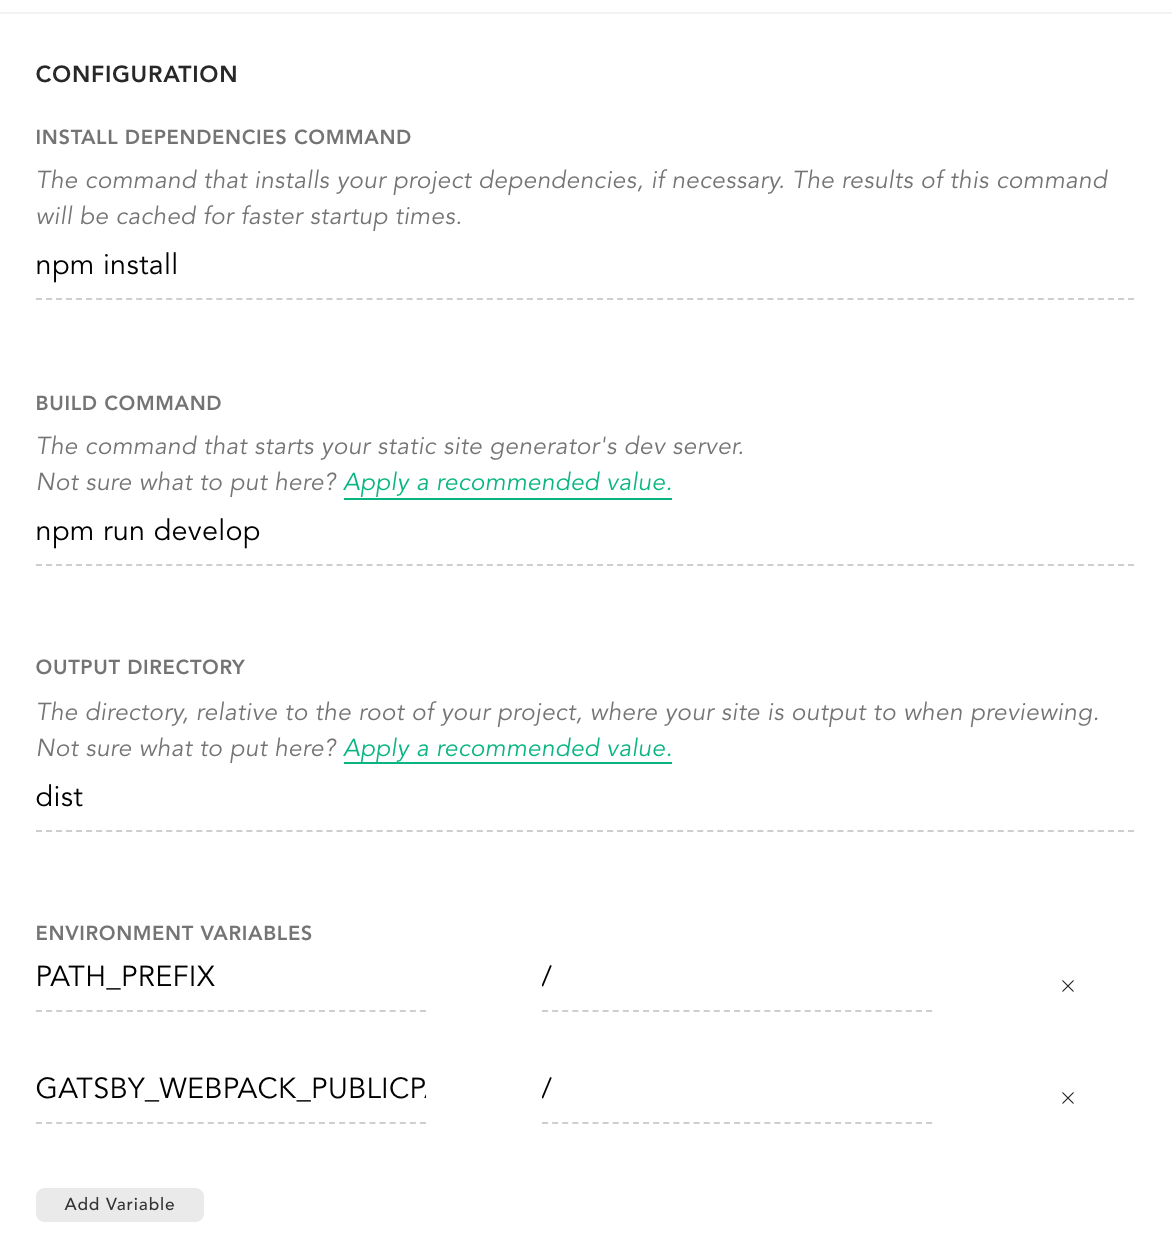 CONFIGURATION
INSTALL DEPENDENCIES COMMAND
The command that installs your project dependencies, if necessary. The results of this command
will be cached for faster startup times.
npm install
BUILD COMMAND
The command that starts your static site generator's dev server.
Not sure what to put here? Apply a recommended value.
npm run develop
OUTPUT DIRECTORY
The directory, relative to the root of your project, where your site is output to when previewing.
Not sure what to put here? Apply a recommended value.
dist
ENVIRONMENT VARIABLES
PATH_PREFIX /
GATSBY_WEBPACK_PUBLICP /
Add Variable